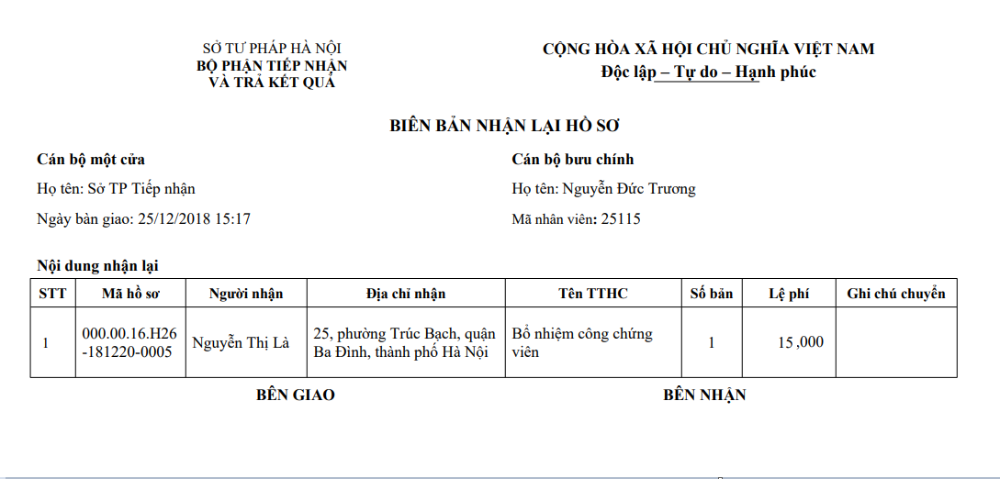 SỞ TƯ PHÁP HÀ NỘI
BỘ PHẬN TIẾP NHẬN
VÀ TRẢ KẾT QUẢ
CỘNG HÒA XÃ HỘI CHỦ NGHĨA VIỆT NAM
Độc lập – Tự do – Hạnh phúc
BIÊN BẢN NHẬN LẠI HỒ SƠ
Cán bộ một cửa
Họ tên: Sở TP Tiếp nhận
Ngày bàn giao: 25/12/2018 15:17
Cán bộ bưu chính
Họ tên: Nguyễn Đức Trương
Mã nhân viên: 25115
Nội dung nhận lại
STT Mã hồ sơ Người nhận Địa chỉ nhận Tên TTHC Số bản Lệ phí Ghi chú chuyển
1
000.00.16.H26
-181220-0005
Nguyễn Thị Là
25, phường Trúc Bạch, quận
Ba Đình, thành phố Hà Nội
Bổ nhiệm công chứng
viên
1
15,000
BÊN GIAO
BÊN NHẬN